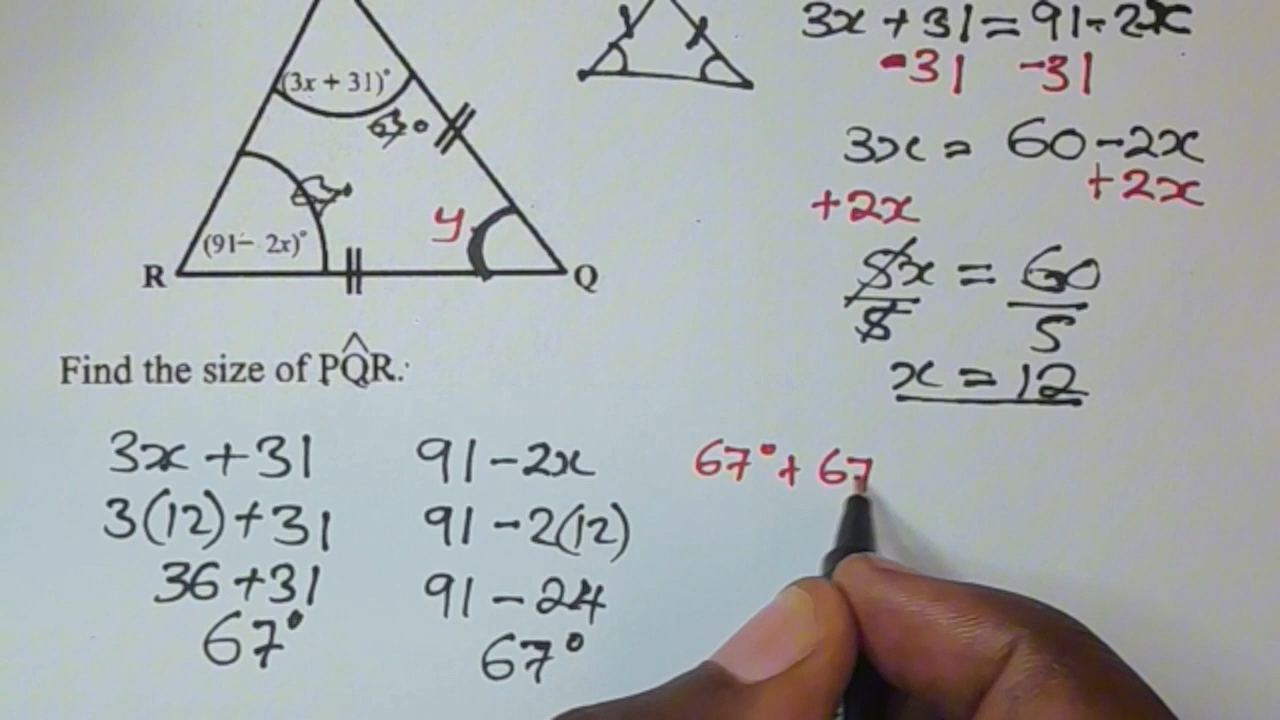 3x + 31 = 91 - 2x
-31 -31
3x = 60 - 2x
+2x +2x
5x = 60
5 5
x = 12
(3x + 31)°
y
(91– 2x)°
R
Q
Find the size of PQ̂R.
3x + 31
3(12) + 31
36 + 31
67°
91 - 2x
91 - 2(12)
91 - 24
67°
67° + 67